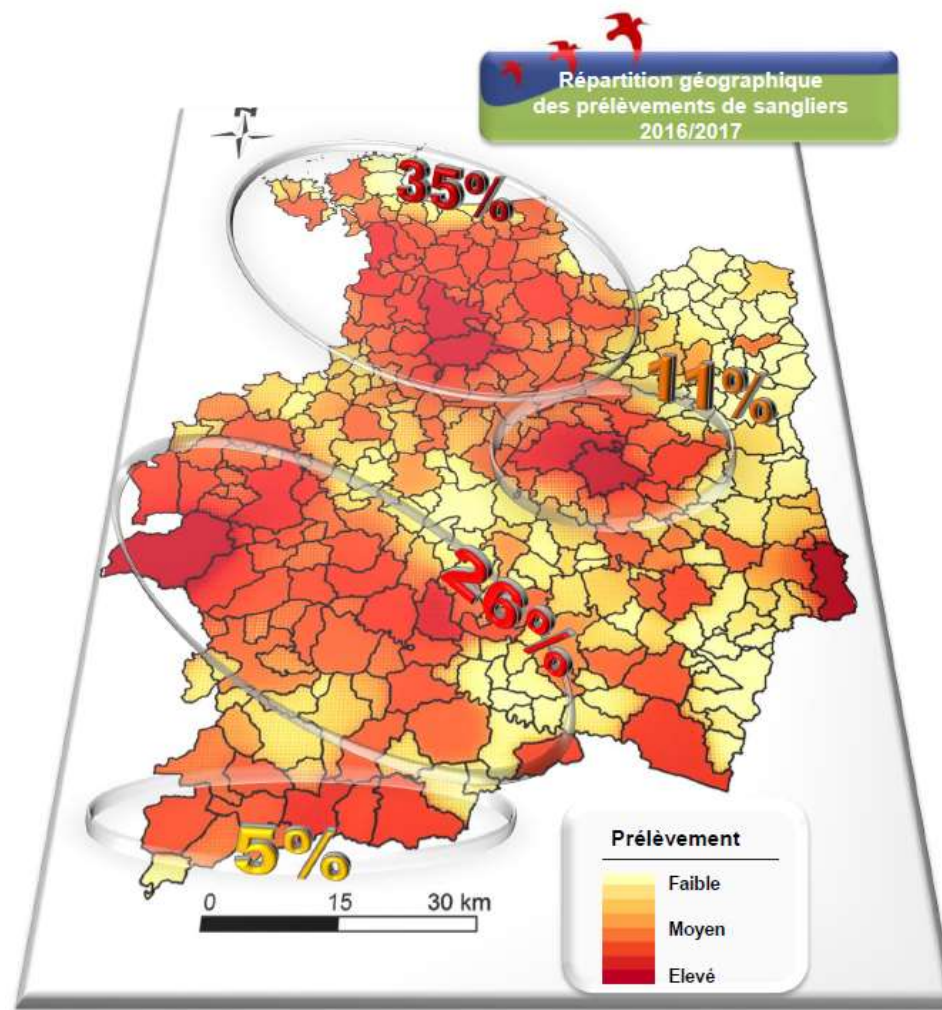 Répartition géographique
des prélèvements de sangliers
2016/2017
35%
11%
26%
5%
0 15 30 km
Prélèvement
Faible
Moyen
Elevé